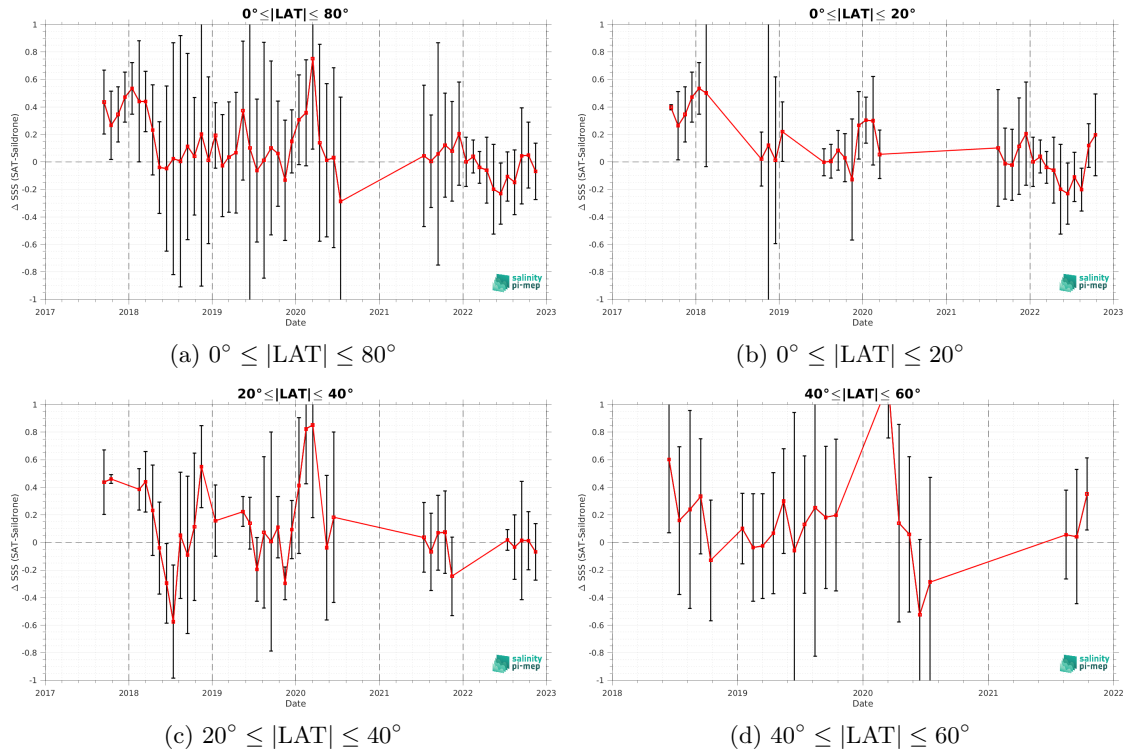 0°≤|LAT|≤ 80°
Δ SSS (SAT-Saildrone)
1
0.8
0.6
0.4
0.2
0
-0.2
-0.4
-0.6
-0.8
-1
salinity
pi-mep
2017 2018 2019 2020 2021 2022 2023
Date
(a) 0° ≤ |LAT| ≤ 80°
0°≤|LAT|≤ 20°
Δ SSS (SAT-Saildrone)
1
0.8
0.6
0.4
0.2
0
-0.2
-0.4
-0.6
-0.8
-1
salinity
pi-mep
2017 2018 2019 2020 2021 2022 2023
Date
(b) 0° ≤ |LAT| ≤ 20°
20°≤|LAT|≤ 40°
Δ SSS (SAT-Saildrone)
1
0.8
0.6
0.4
0.2
0
-0.2
-0.4
-0.6
-0.8
-1
salinity
pi-mep
2017 2018 2019 2020 2021 2022 2023
Date
(c) 20° ≤ |LAT| ≤ 40°
40°≤|LAT|≤ 60°
Δ SSS (SAT-Saildrone)
1
0.8
0.6
0.4
0.2
0
-0.2
-0.4
-0.6
-0.8
-1
salinity
pi-mep
2018 2019 2020 2021 2022
Date
(d) 40° ≤ |LAT| ≤ 60°